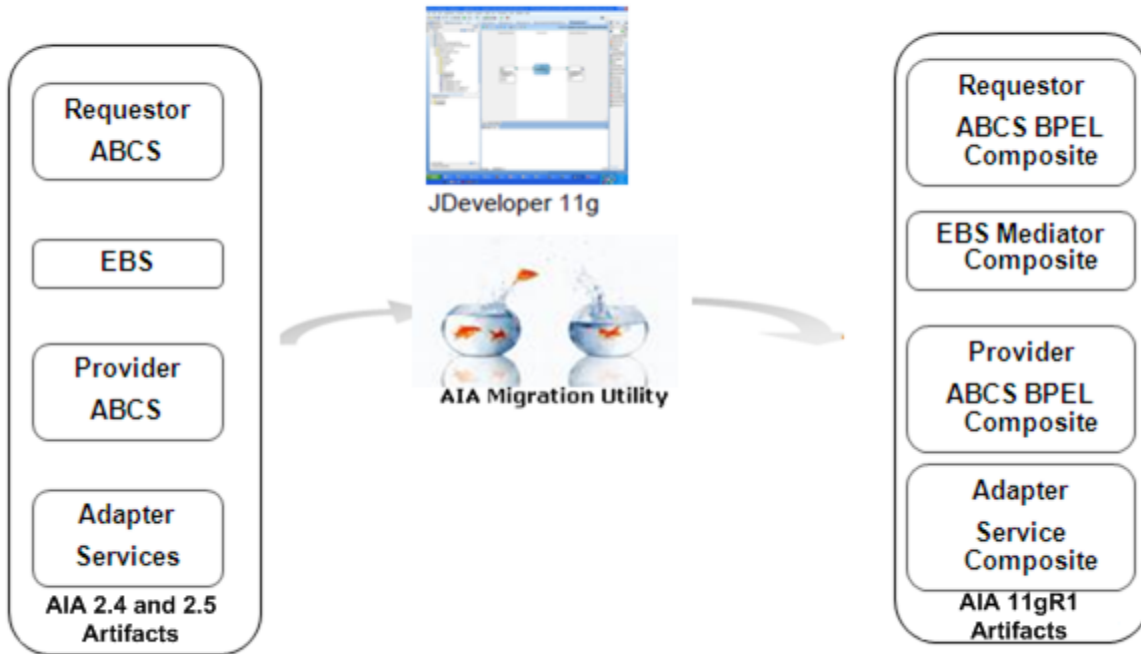 Requestor
ABCS
EBS
Provider
ABCS
Adapter
Services
AIA 2.4 and 2.5
Artifacts
JDeveloper 11g
AIA Migration Utility
Requestor
ABCS BPEL
Composite
EBS Mediator
Composite
Provider
ABCS BPEL
Composite
Adapter
Service
Composite
AIA 11gR1
Artifacts